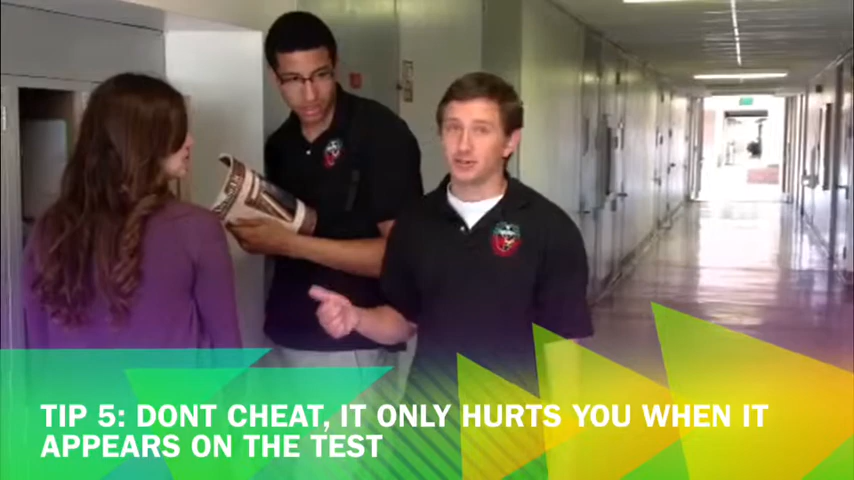 TIP 5: DONT CHEAT, IT ONLY HURTS YOU WHEN IT
APPEARS ON THE TEST